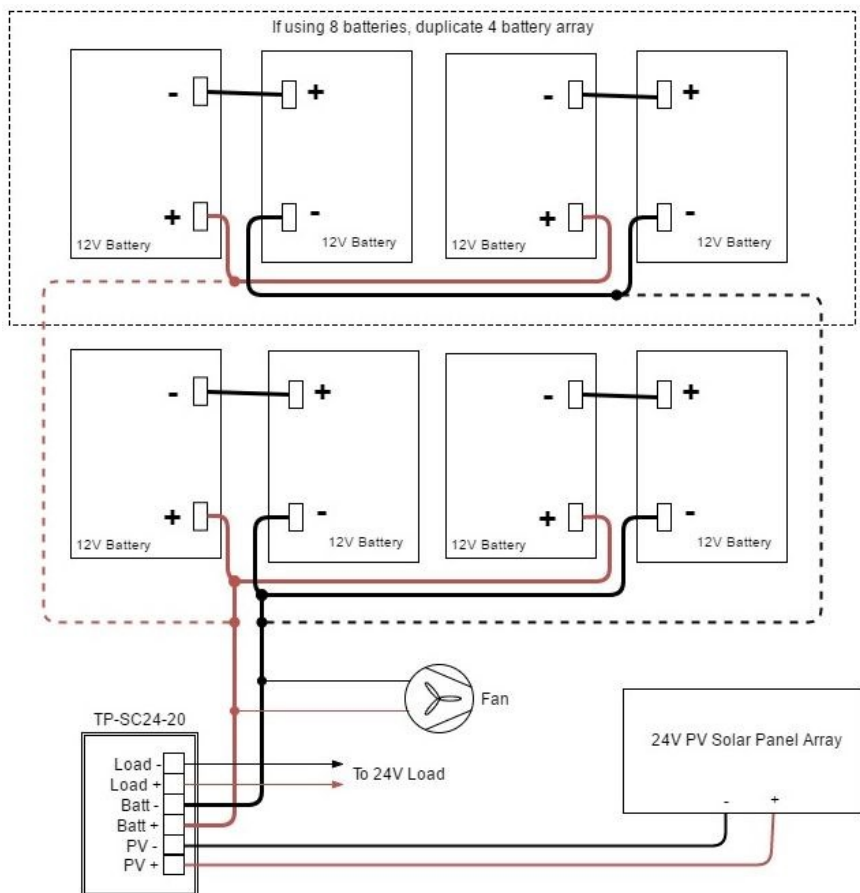 If using 8 batteries, duplicate 4 battery array
- + - +
+ - + -
12V Battery 12V Battery 12V Battery 12V Battery
- + - +
+ - + -
12V Battery 12V Battery 12V Battery 12V Battery
Fan
TP-SC24-20
24V PV Solar Panel Array
- +
Load -
Load +
To 24V Load
Batt -
Batt +
PV -
PV +